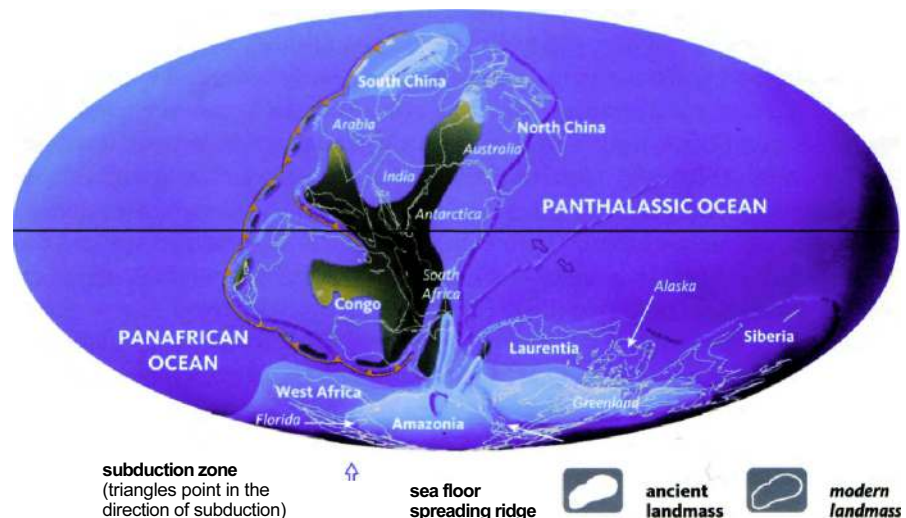 South China
Arabia
North China
Australia
India
Antarctica
PANTHALASSIC OCEAN
South
Africa
Alaska
Congo
PANAFRICAN
OCEAN
Laurentia
Siberia
West Africa
Greenland
Florida
Amazonia
subduction zone
(triangles point in the
direction of subduction)
sea floor
spreading ridge
ancient
landmass
modern
landmass